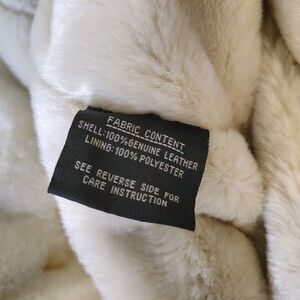 FABRIC CONTENT
SHELL:100%GENUINE LEATHER
LINING:100% POLYESTER
SEE REVERSE SIDE FOR
CARE INSTRUCTION